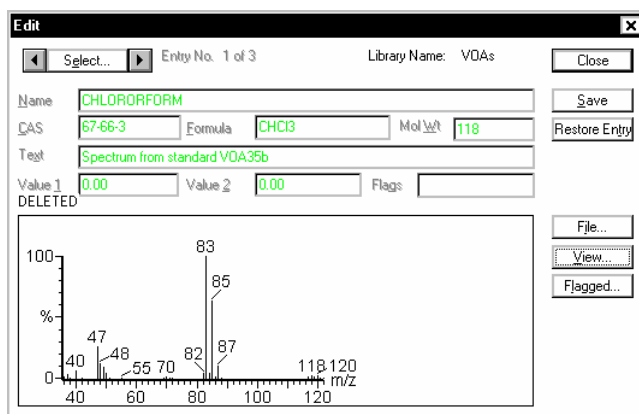 Edit
Select... Entry No. 1 of 3 Library Name: VOAs Close
Name CHLORORFORM Save
CAS 67-66-3 Formula CHCl3 Mol Wt 118 Restore Entry
Text Spectrum from standard VOA35b
Value 1 0.00 Value 2 0.00 Flags
DELETED
File...
View...
Flagged...
83
100
85
%
47
48
40
55
70
82
87
118
120
0
m/z
40 60 80 100 120